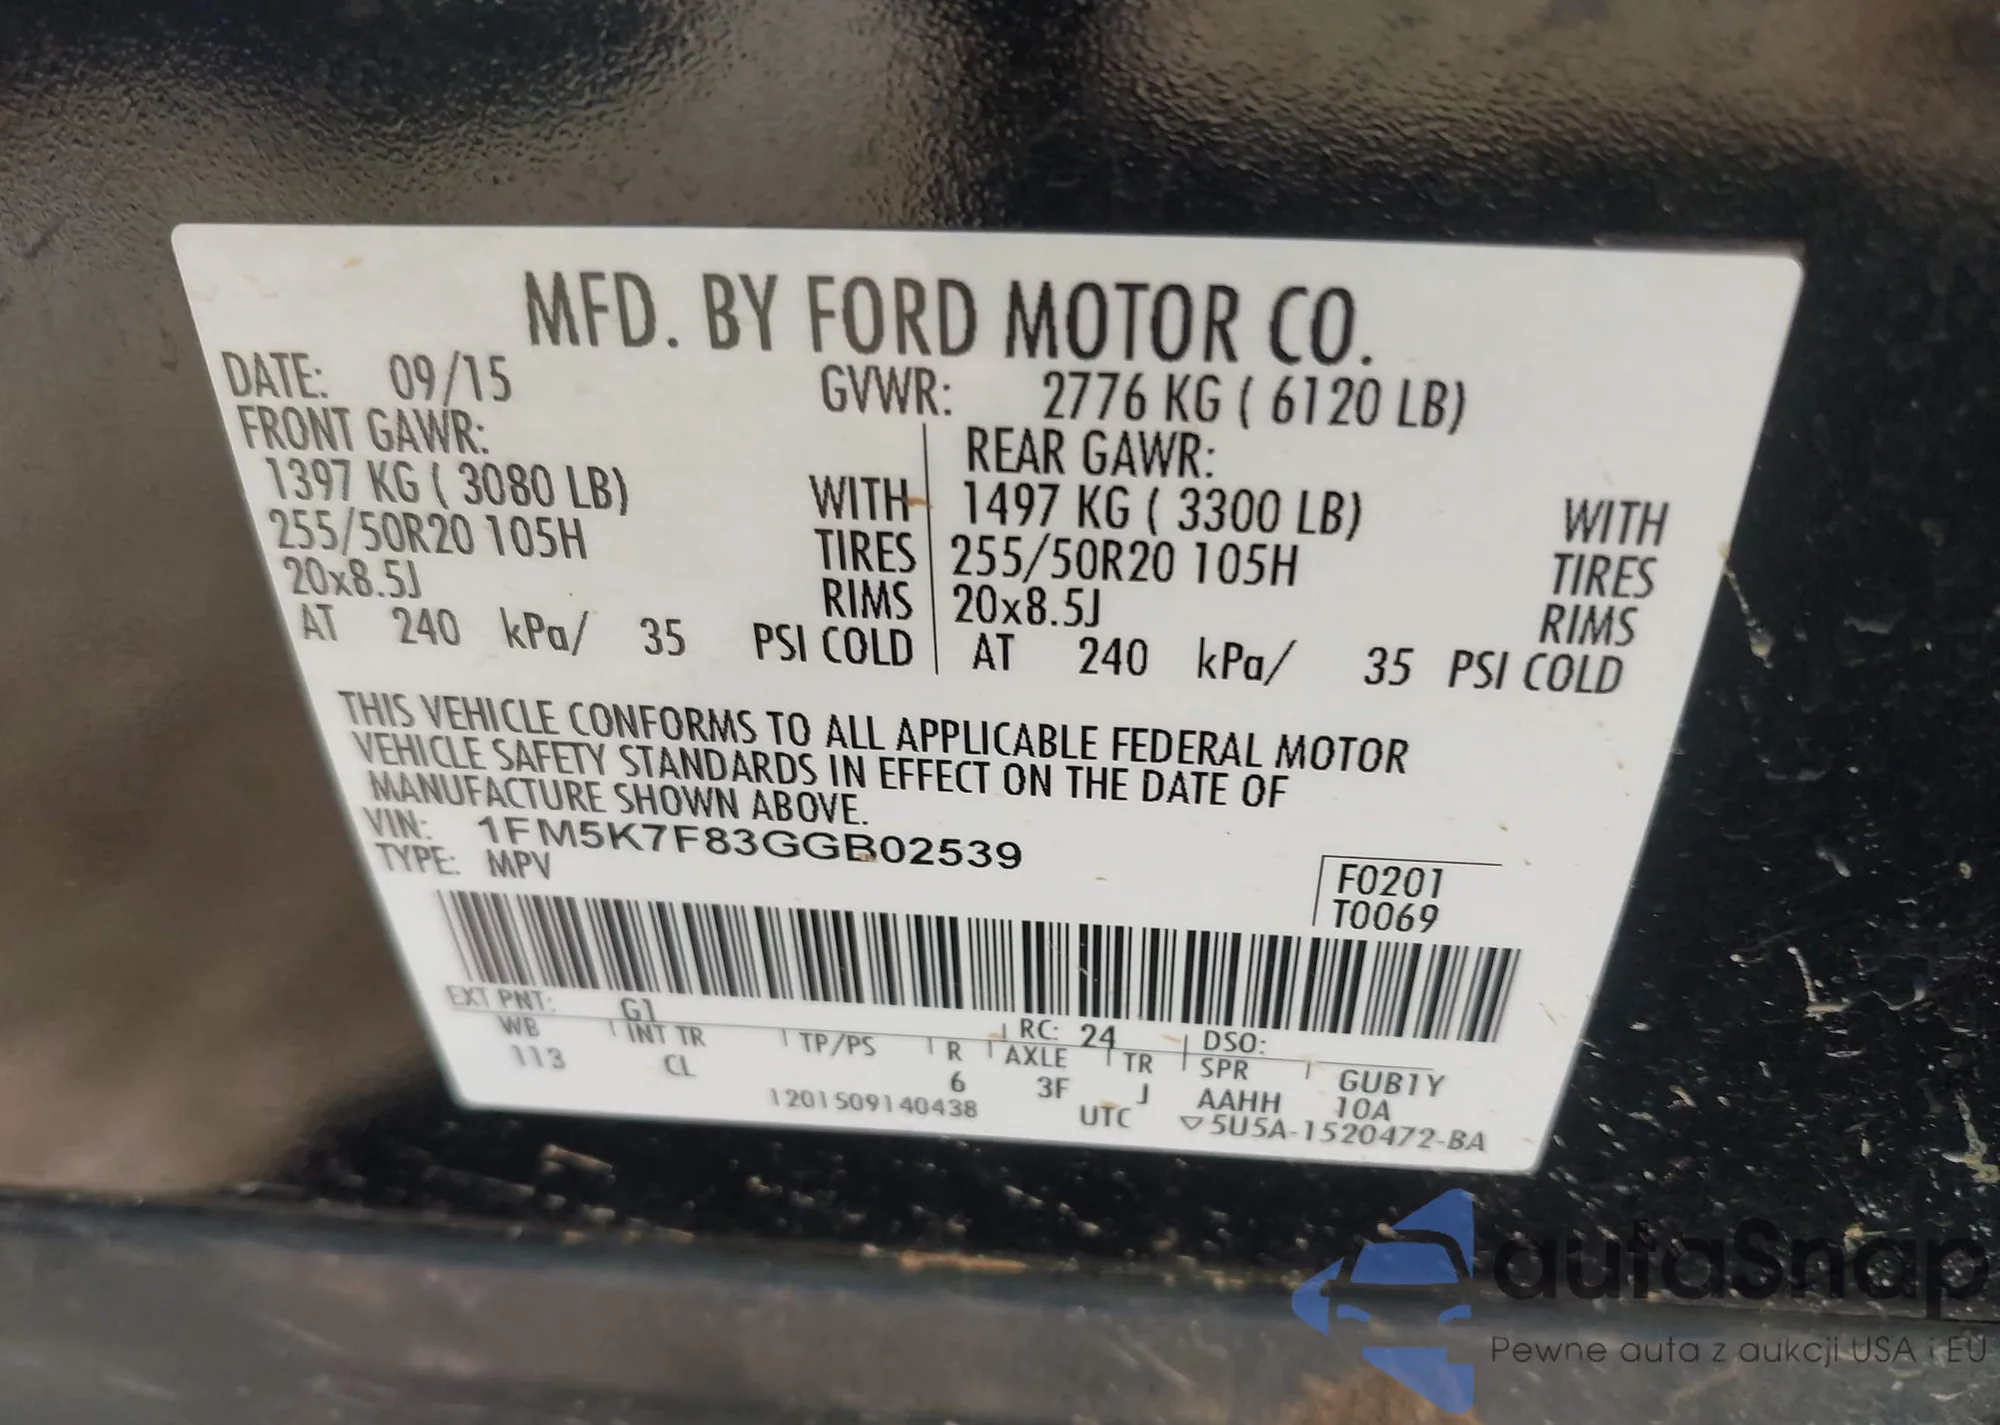 MFD. BY FORD MOTOR CO.
DATE: 09/15 GVWR: 2776 KG ( 6120 LB)
FRONT GAWR: REAR GAWR:
1397 KG ( 3080 LB) WITH 1497 KG ( 3300 LB) WITH
255/50R20 105H TIRES 255/50R20 105H TIRES
20x8.5J RIMS 20x8.5J RIMS
AT 240 kPa/ 35 PSI COLD AT 240 kPa/ 35 PSI COLD
THIS VEHICLE CONFORMS TO ALL APPLICABLE FEDERAL MOTOR
VEHICLE SAFETY STANDARDS IN EFFECT ON THE DATE OF
MANUFACTURE SHOWN ABOVE.
VIN: 1FM5K7F83GGB02539
TYPE: MPV
F0201
T0069
EXT PNT: G1 RC: 24 DSO:
WB INT TR TP/PS R AXLE TR SPR GUB1Y
113 CL 6 3F J AAHH 10A
1201509140438 UTC ▽5U5A-1520472-BA
autaSnap
Pewne auta z aukcji USA i EU